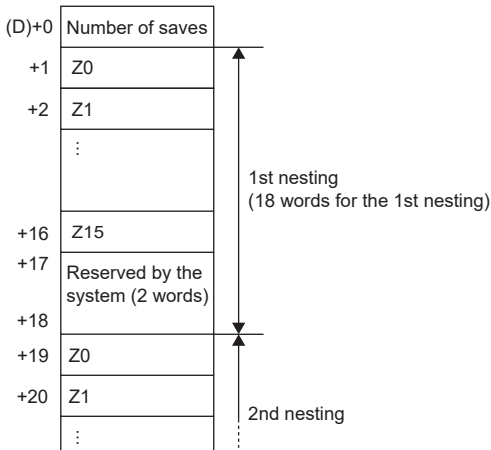 (D)+0 Number of saves
+1 Z0
+2 Z1
⋮
1st nesting
(18 words for the 1st nesting)
+16 Z15
+17 Reserved by the
system (2 words)
+18
+19 Z0
+20 Z1
2nd nesting
⋮